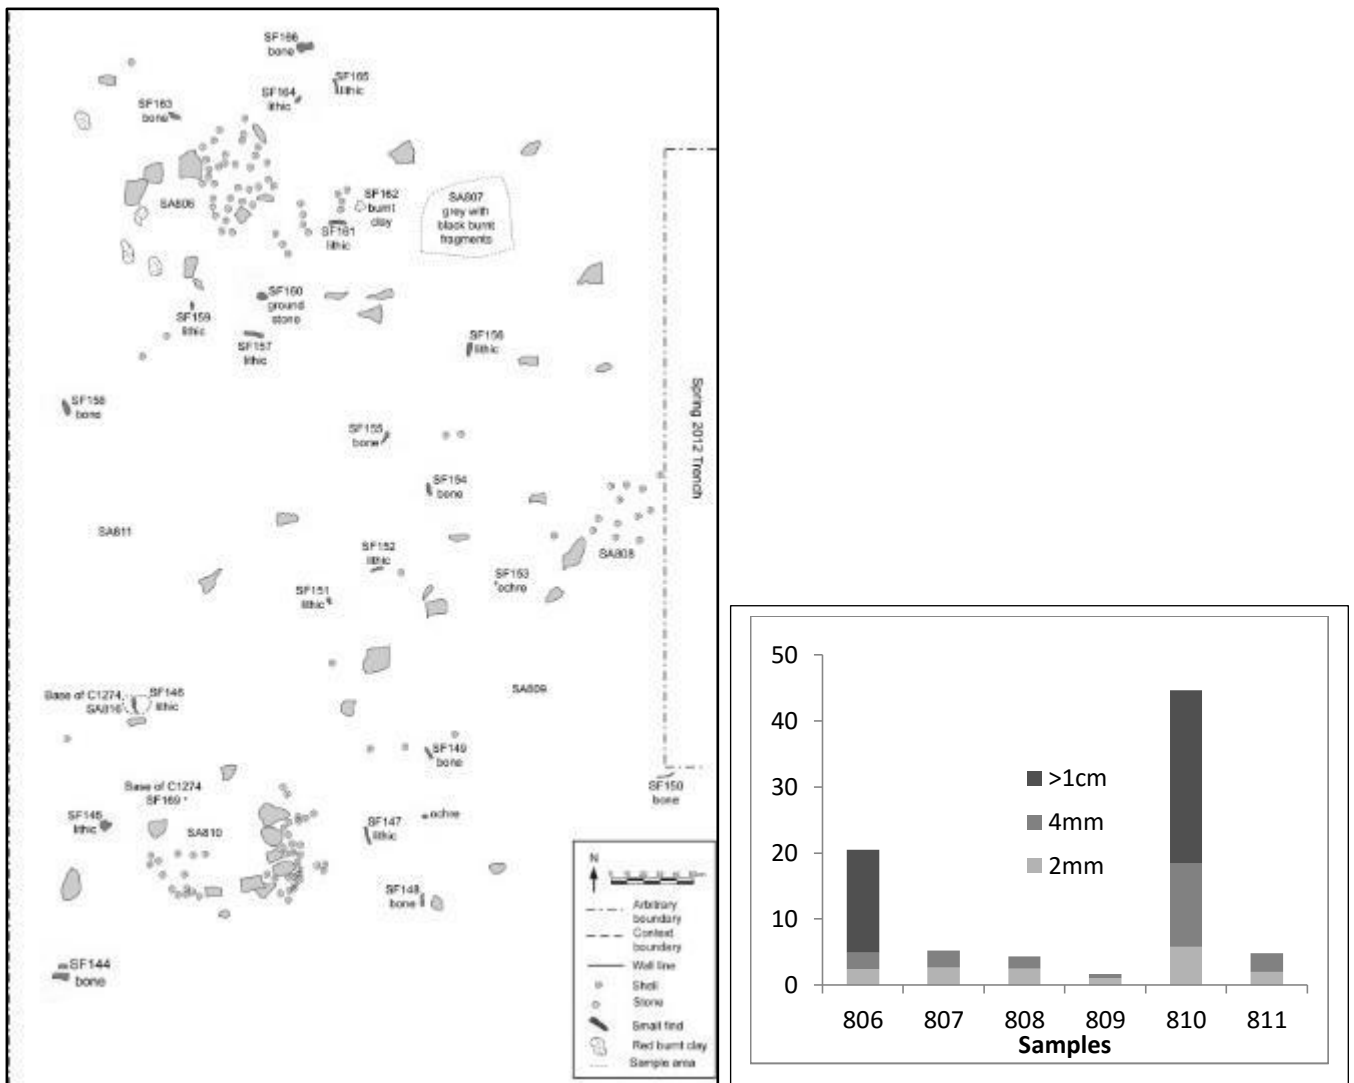 SF166
bone
SF165
lithic
SF164
lithic
SF163
bone
SA806
SF162
burnt
clay
SF161
lithic
SA807
grey with
black burnt
fragments
SF160
ground
stone
SF159
lithic
SF157
lithic
SF156
lithic
SF158
bone
SF155
bone
SF154
bone
Spring 2012 Trench
SA811
SF152
lithic
SF153
ochre
SA808
SF151
lithic
Base of C1274,
SA816
SF146
lithic
SA809
SF149
bone
SF150
bone
Base of C1274
SF169
SF145
lithic
SA810
SF147
lithic
ochre
SF148
bone
SF144
bone
N
Arbitrary
boundary
Context
boundary
Wall line
Shell
Stone
Small find
Red burnt clay
Sample area
50
40
30
20
10
0
>1cm
4mm
2mm
806 807 808 809 810 811
Samples